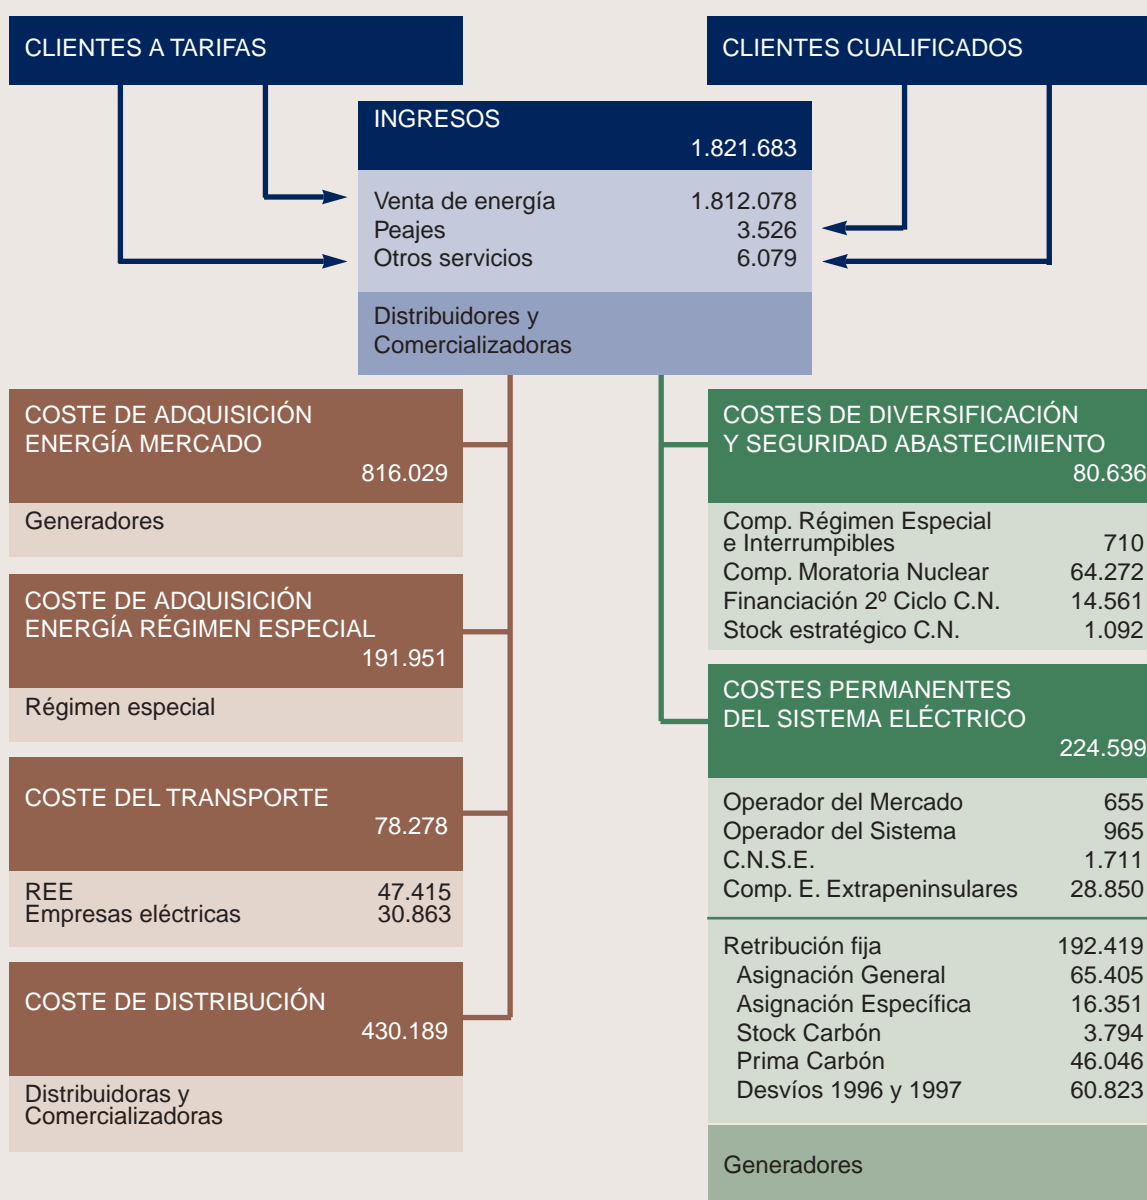 CLIENTES A TARIFAS
CLIENTES CUALIFICADOS
INGRESOS
1.821.683
Venta de energía 1.812.078
Peajes 3.526
Otros servicios 6.079
Distribuidores y
Comercializadoras
COSTE DE ADQUISICIÓN
ENERGÍA MERCADO
816.029
Generadores
COSTE DE ADQUISICIÓN
ENERGÍA RÉGIMEN ESPECIAL
191.951
Régimen especial
COSTE DEL TRANSPORTE
78.278
REE 47.415
Empresas eléctricas 30.863
COSTE DE DISTRIBUCIÓN
430.189
Distribuidoras y
Comercializadoras
COSTES DE DIVERSIFICACIÓN
Y SEGURIDAD ABASTECIMIENTO
80.636
Comp. Régimen Especial
e Interrumpibles 710
Comp. Moratoria Nuclear 64.272
Financiación 2º Ciclo C.N. 14.561
Stock estratégico C.N. 1.092
COSTES PERMANENTES
DEL SISTEMA ELÉCTRICO
224.599
Operador del Mercado 655
Operador del Sistema 965
C.N.S.E. 1.711
Comp. E. Extrapeninsulares 28.850
Retribución fija 192.419
Asignación General 65.405
Asignación Específica 16.351
Stock Carbón 3.794
Prima Carbón 46.046
Desvíos 1996 y 1997 60.823
Generadores